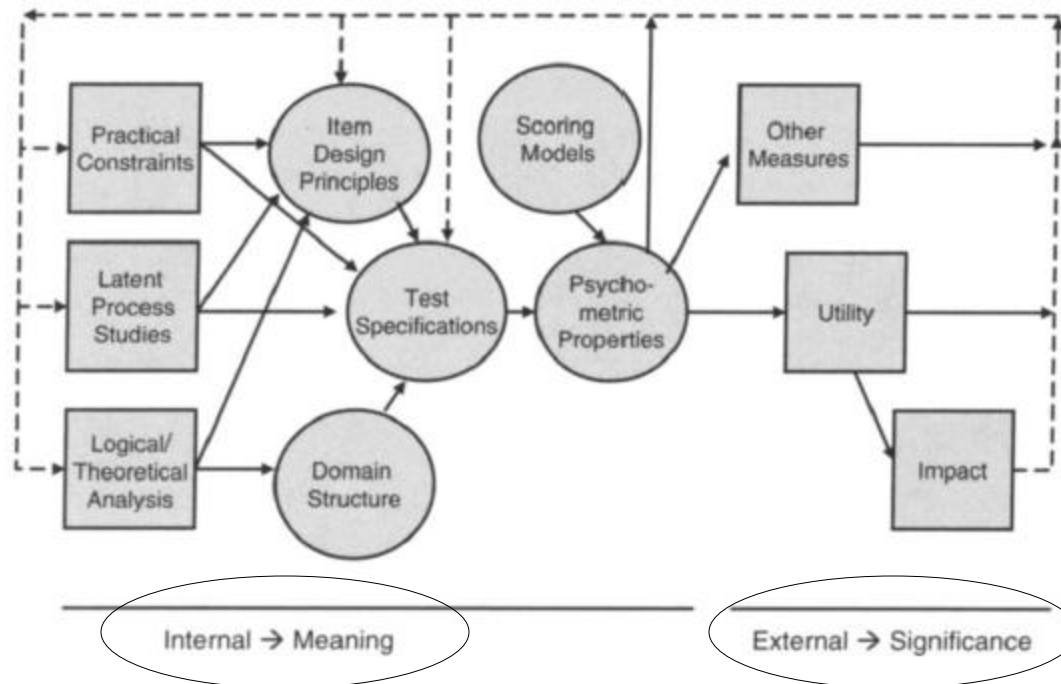 Practical
Constraints
Item
Design
Principles
Scoring
Models
Other
Measures
Latent
Process
Studies
Test
Specifications
Psycho-
metric
Properties
Utility
Logical/
Theoretical
Analysis
Domain
Structure
Impact
Internal → Meaning
External → Significance